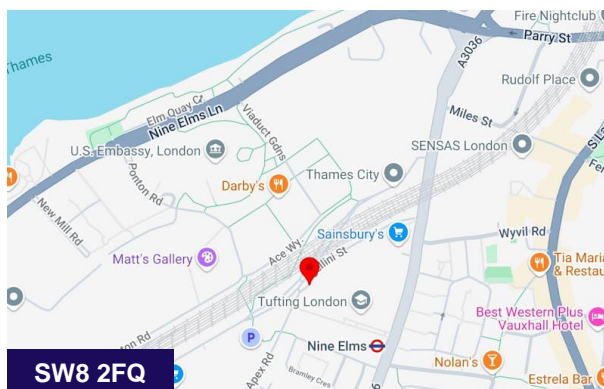 Fire Nightclub
Parry St
Thames
A3036
Rudolf Place
Elm Quay Ct
Nine Elms Ln
Miles St
Viaduct Gdns
U.S. Embassy, London
SENSAS London
Ponton Rd
Darby's
Thames City
New Mill Rd
Sainsbury's
Wyvil Rd
Ace Wy.
Matt's Gallery
Tia Maria
& Restau
Tufting London
Best Western Plus
Vauxhall Hotel
P
Nine Elms
Apex Rd
Nolan's
Bramley Cres
SW8 2FQ
Estrela Bar